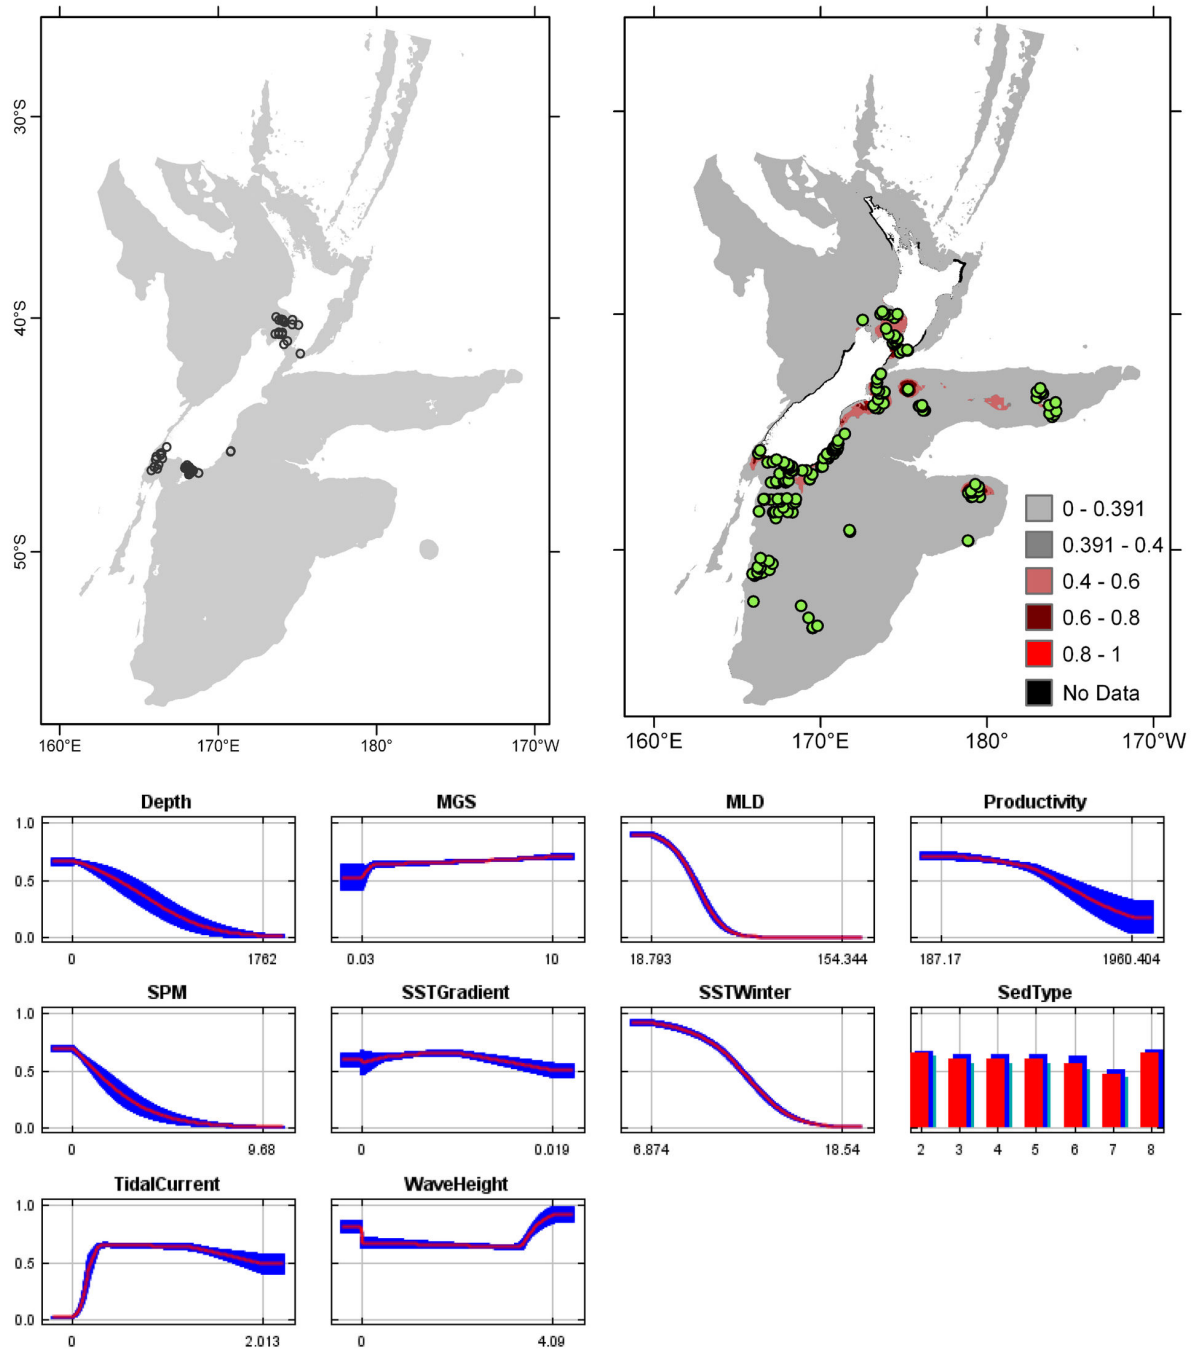 30°S
40°S
50°S
160°E 170°E 180° 170°W
0 - 0.391
0.391 - 0.4
0.4 - 0.6
0.6 - 0.8
0.8 - 1
No Data
160°E 170°E 180° 170°W
Depth MGS MLD Productivity
1.0
0.5
0.0
0 1762 0.03 10 18.793 154.344 187.17 1960.404
SPM SSTGradient SSTWinter SedType
1.0
0.5
0.0
0 9.68 0 0.019 6.874 18.54 2 3 4 5 6 7 8
TidalCurrent WaveHeight
1.0
0.5
0.0
0 2.013 0 4.09